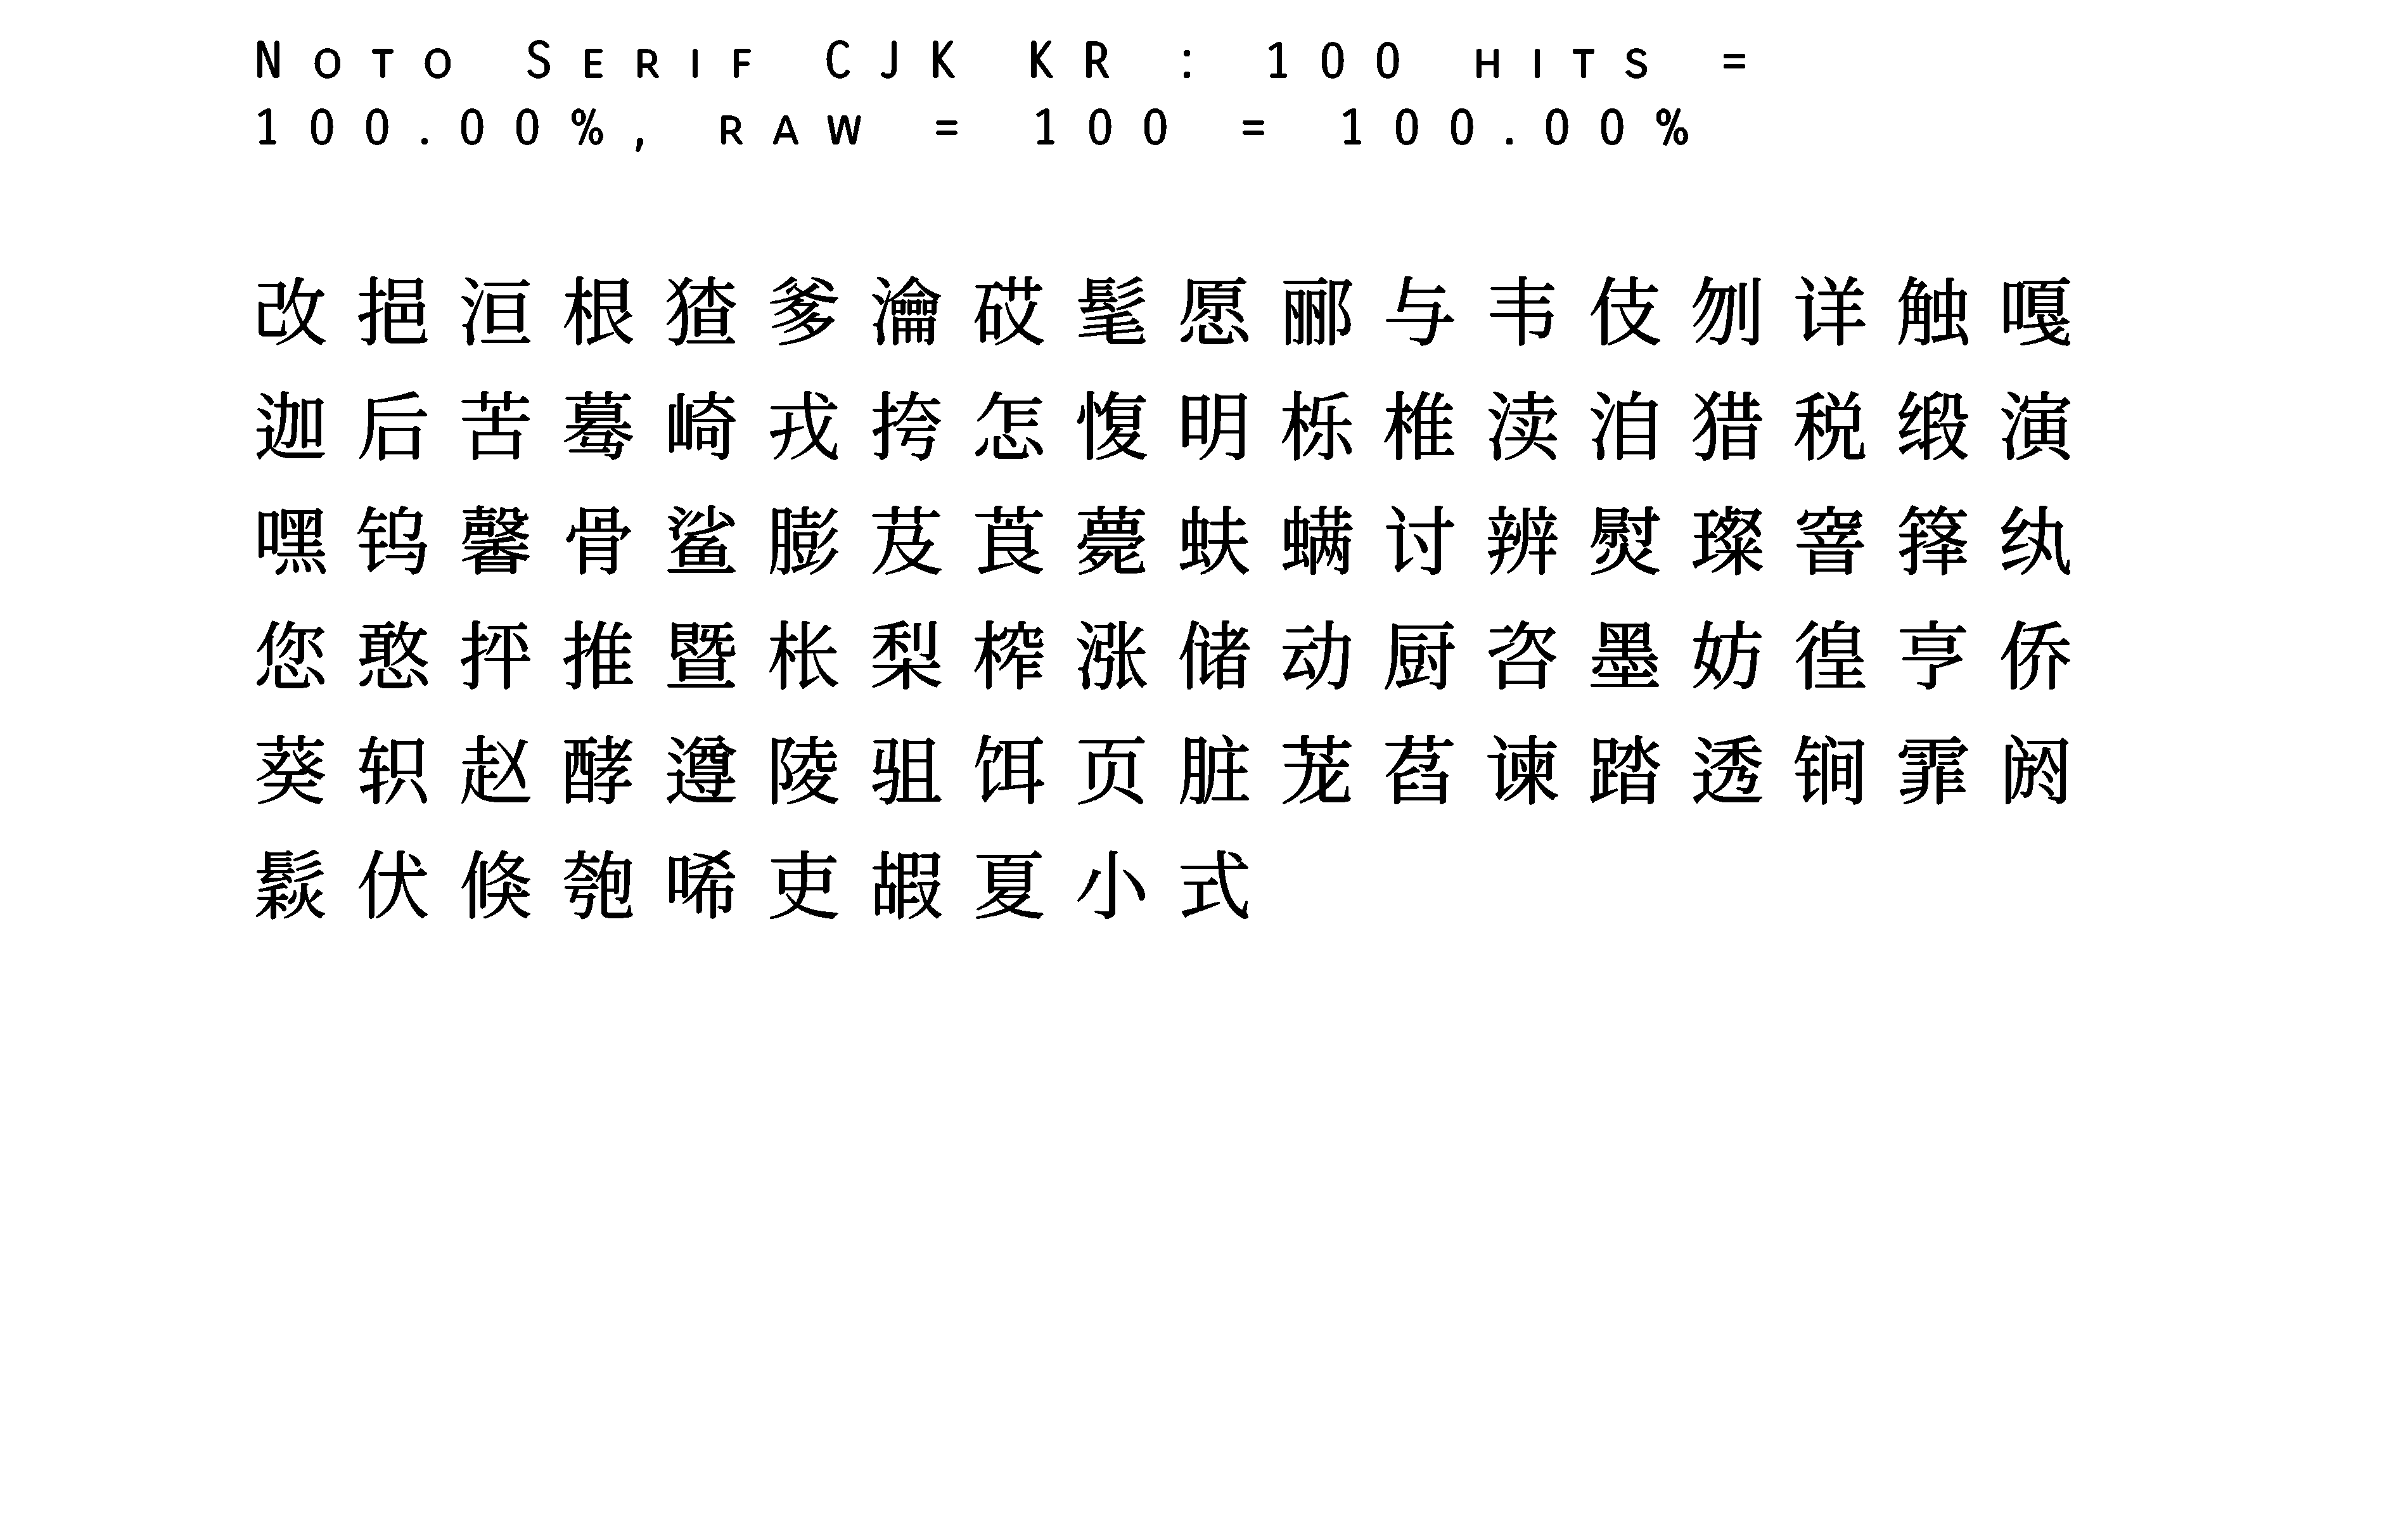 Noto Serif CJK KR : 100 hits =
100.00%, raw = 100 = 100.00%
改挹洹根猹爹瀹砹髦愿郦与韦伎刎详触嘎
迦后苦蓦崎戎挎怎愎明栎椎渎洎猎税缎演
嘿钨馨骨鲨膨芨莨薨蚨螨讨辨熨璨窨箨纨
您憨抨推暨枨梨榨涨储动厨咨墨妨徨亨侨
葵轵赵酵遵陵驵饵页脏茏萏谏踏透锏霏阏
鬏伏倏匏唏吏嘏夏小式